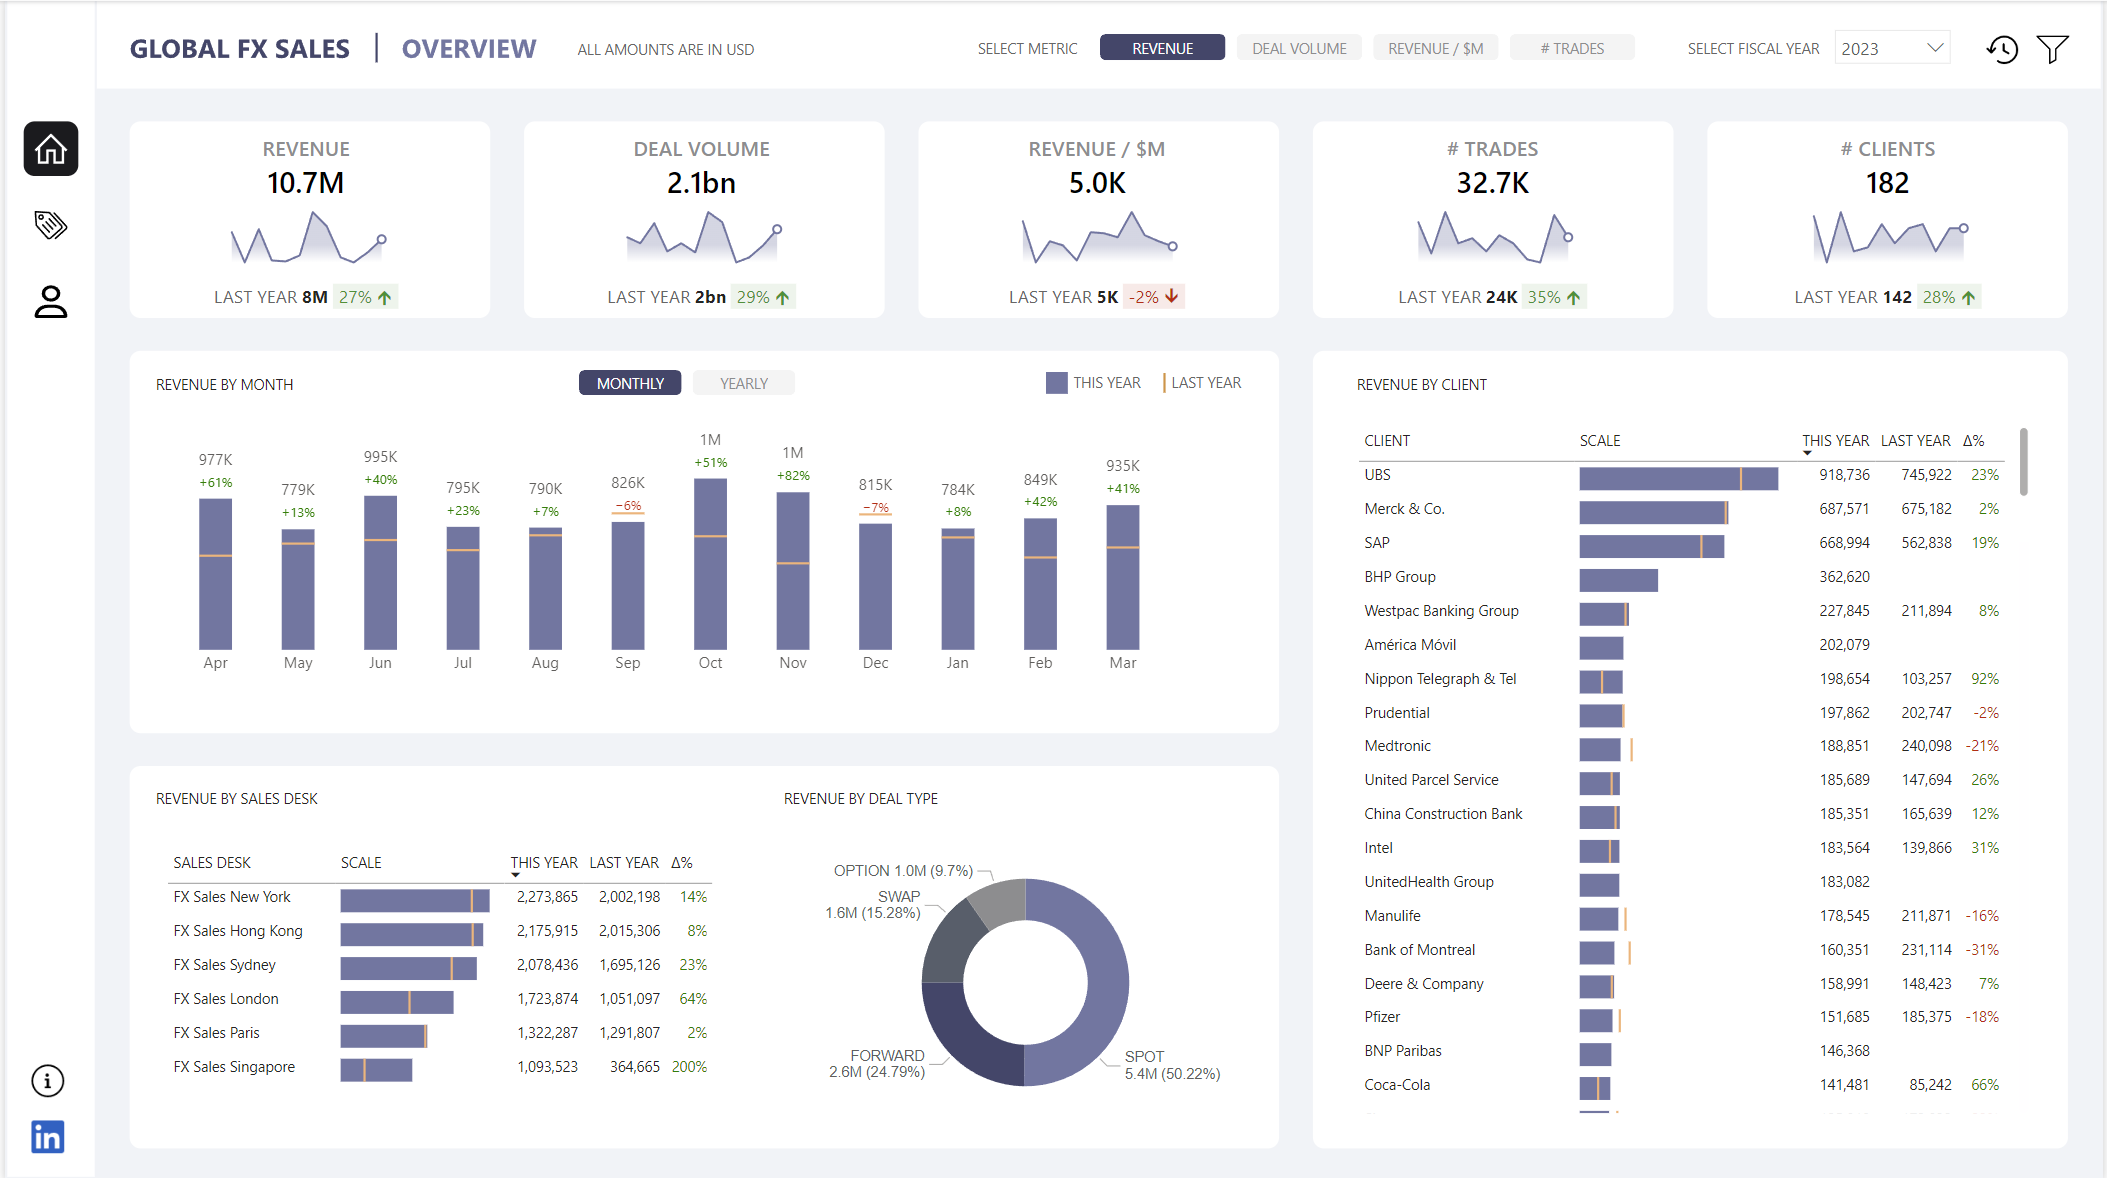 GLOBAL FX SALES | OVERVIEW ALL AMOUNTS ARE IN USD SELECT METRIC REVENUE DEAL VOLUME REVENUE / $M # TRADES SELECT FISCAL YEAR 2023
REVENUE
10.7M
LAST YEAR 8M 27%
DEAL VOLUME
2.1bn
LAST YEAR 2bn 29%
REVENUE / $M
5.0K
LAST YEAR 5K -2%
# TRADES
32.7K
LAST YEAR 24K 35%
# CLIENTS
182
LAST YEAR 142 28%
REVENUE BY MONTH MONTHLY YEARLY THIS YEAR LAST YEAR
977K
+61%
Apr
779K
+13%
May
995K
+40%
Jun
795K
+23%
Jul
790K
+7%
Aug
826K
−6%
Sep
1M
+51%
Oct
1M
+82%
Nov
815K
−7%
Dec
784K
+8%
Jan
849K
+42%
Feb
935K
+41%
Mar
REVENUE BY SALES DESK
SALES DESK SCALE THIS YEAR LAST YEAR Δ%
FX Sales New York 2,273,865 2,002,198 14%
FX Sales Hong Kong 2,175,915 2,015,306 8%
FX Sales Sydney 2,078,436 1,695,126 23%
FX Sales London 1,723,874 1,051,097 64%
FX Sales Paris 1,322,287 1,291,807 2%
FX Sales Singapore 1,093,523 364,665 200%
REVENUE BY DEAL TYPE
OPTION 1.0M (9.7%)
SWAP
1.6M (15.28%)
FORWARD
2.6M (24.79%)
SPOT
5.4M (50.22%)
REVENUE BY CLIENT
CLIENT SCALE THIS YEAR LAST YEAR Δ%
UBS 918,736 745,922 23%
Merck & Co. 687,571 675,182 2%
SAP 668,994 562,838 19%
BHP Group 362,620
Westpac Banking Group 227,845 211,894 8%
América Móvil 202,079
Nippon Telegraph & Tel 198,654 103,257 92%
Prudential 197,862 202,747 -2%
Medtronic 188,851 240,098 -21%
United Parcel Service 185,689 147,694 26%
China Construction Bank 185,351 165,639 12%
Intel 183,564 139,866 31%
UnitedHealth Group 183,082
Manulife 178,545 211,871 -16%
Bank of Montreal 160,351 231,114 -31%
Deere & Company 158,991 148,423 7%
Pfizer 151,685 185,375 -18%
BNP Paribas 146,368
Coca-Cola 141,481 85,242 66%
i
in